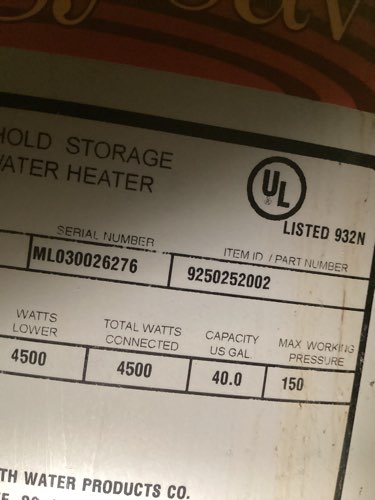 HOLD STORAGE
WATER HEATER
UL
®
LISTED 932N
SERIAL NUMBER
ITEM ID / PART NUMBER
ML030026276
9250252002
WATTS LOWER
TOTAL WATTS CONNECTED
CAPACITY US GAL
MAX WORKING PRESSURE
4500
4500
40.0
150
TH WATER PRODUCTS CO.